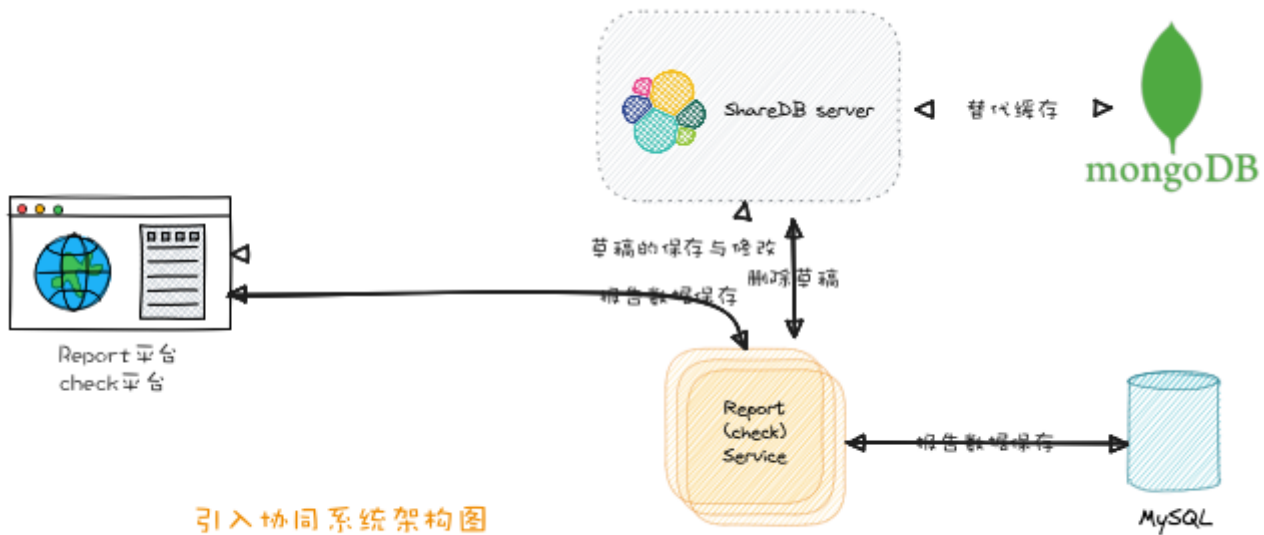 ShareDB server
替代缓存
mongoDB
草稿的保存与修改
删除草稿
报告数据保存
Report平台
check平台
Report
(check)
Service
报告数据保存
MySQL
引入协同系统架构图